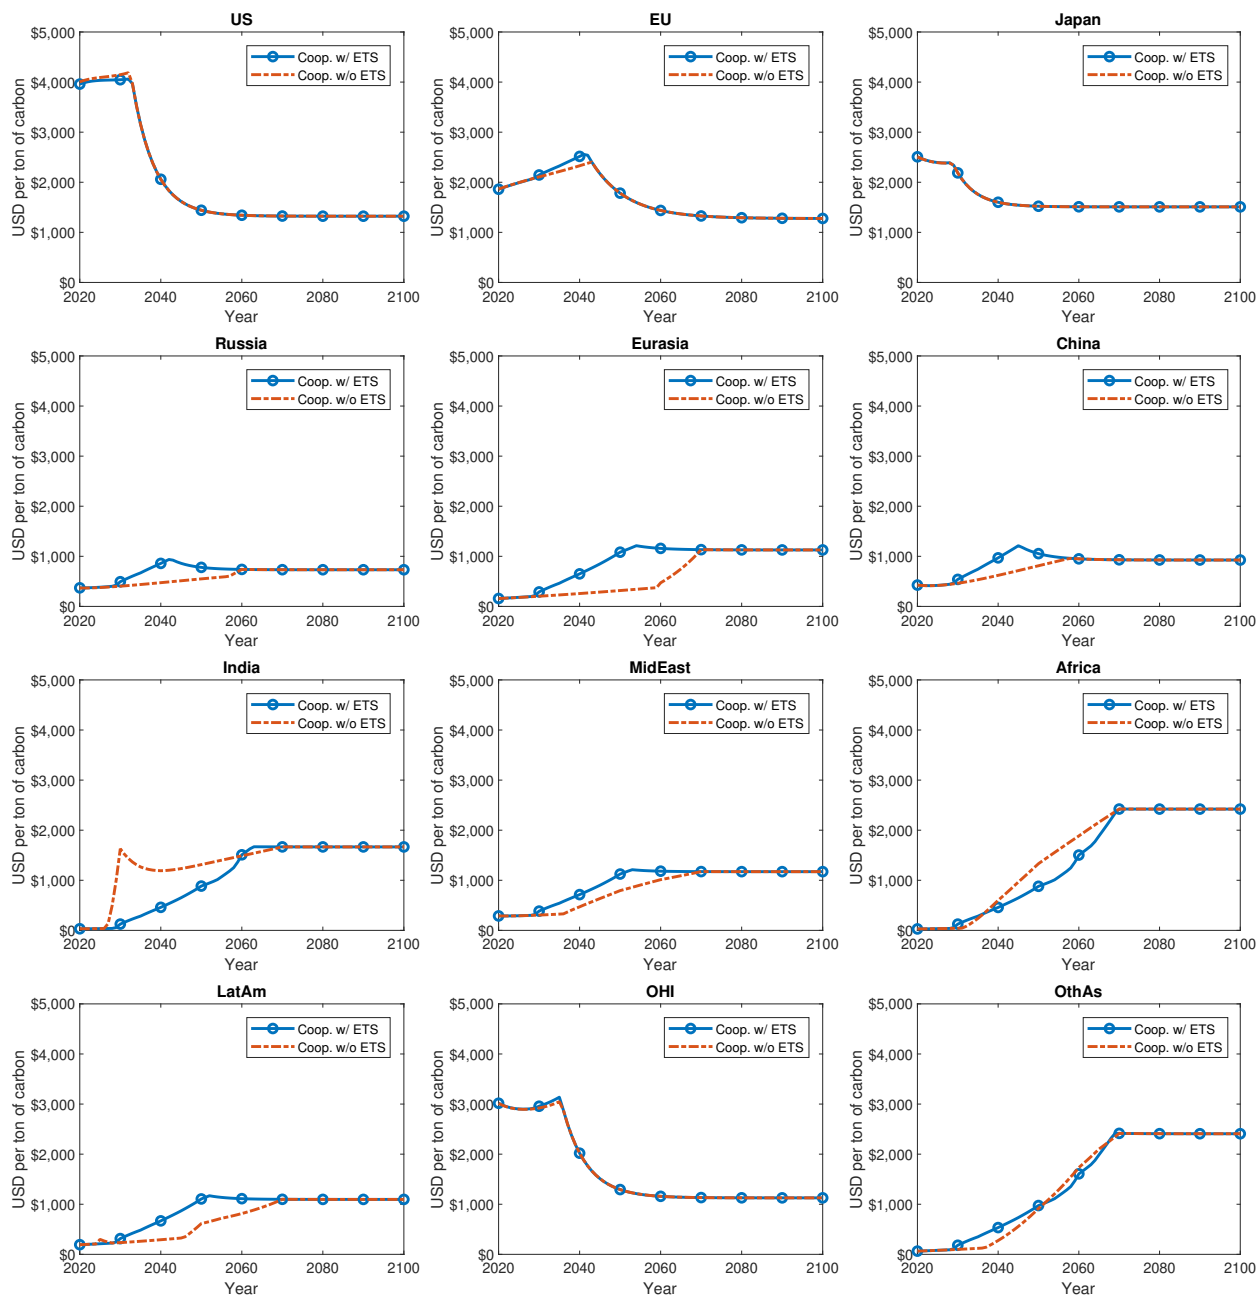 US
$5,000
$4,000
$3,000
$2,000
$1,000
$0
USD per ton of carbon
Coop. w/ ETS
Coop. w/o ETS
2020 2040 2060 2080 2100
Year
EU
$5,000
$4,000
$3,000
$2,000
$1,000
$0
USD per ton of carbon
Coop. w/ ETS
Coop. w/o ETS
2020 2040 2060 2080 2100
Year
Japan
$5,000
$4,000
$3,000
$2,000
$1,000
$0
USD per ton of carbon
Coop. w/ ETS
Coop. w/o ETS
2020 2040 2060 2080 2100
Year
Russia
$5,000
$4,000
$3,000
$2,000
$1,000
$0
USD per ton of carbon
Coop. w/ ETS
Coop. w/o ETS
2020 2040 2060 2080 2100
Year
Eurasia
$5,000
$4,000
$3,000
$2,000
$1,000
$0
USD per ton of carbon
Coop. w/ ETS
Coop. w/o ETS
2020 2040 2060 2080 2100
Year
China
$5,000
$4,000
$3,000
$2,000
$1,000
$0
USD per ton of carbon
Coop. w/ ETS
Coop. w/o ETS
2020 2040 2060 2080 2100
Year
India
$5,000
$4,000
$3,000
$2,000
$1,000
$0
USD per ton of carbon
Coop. w/ ETS
Coop. w/o ETS
2020 2040 2060 2080 2100
Year
MidEast
$5,000
$4,000
$3,000
$2,000
$1,000
$0
USD per ton of carbon
Coop. w/ ETS
Coop. w/o ETS
2020 2040 2060 2080 2100
Year
Africa
$5,000
$4,000
$3,000
$2,000
$1,000
$0
USD per ton of carbon
Coop. w/ ETS
Coop. w/o ETS
2020 2040 2060 2080 2100
Year
LatAm
$5,000
$4,000
$3,000
$2,000
$1,000
$0
USD per ton of carbon
Coop. w/ ETS
Coop. w/o ETS
2020 2040 2060 2080 2100
Year
OHI
$5,000
$4,000
$3,000
$2,000
$1,000
$0
USD per ton of carbon
Coop. w/ ETS
Coop. w/o ETS
2020 2040 2060 2080 2100
Year
OthAs
$5,000
$4,000
$3,000
$2,000
$1,000
$0
USD per ton of carbon
Coop. w/ ETS
Coop. w/o ETS
2020 2040 2060 2080 2100
Year